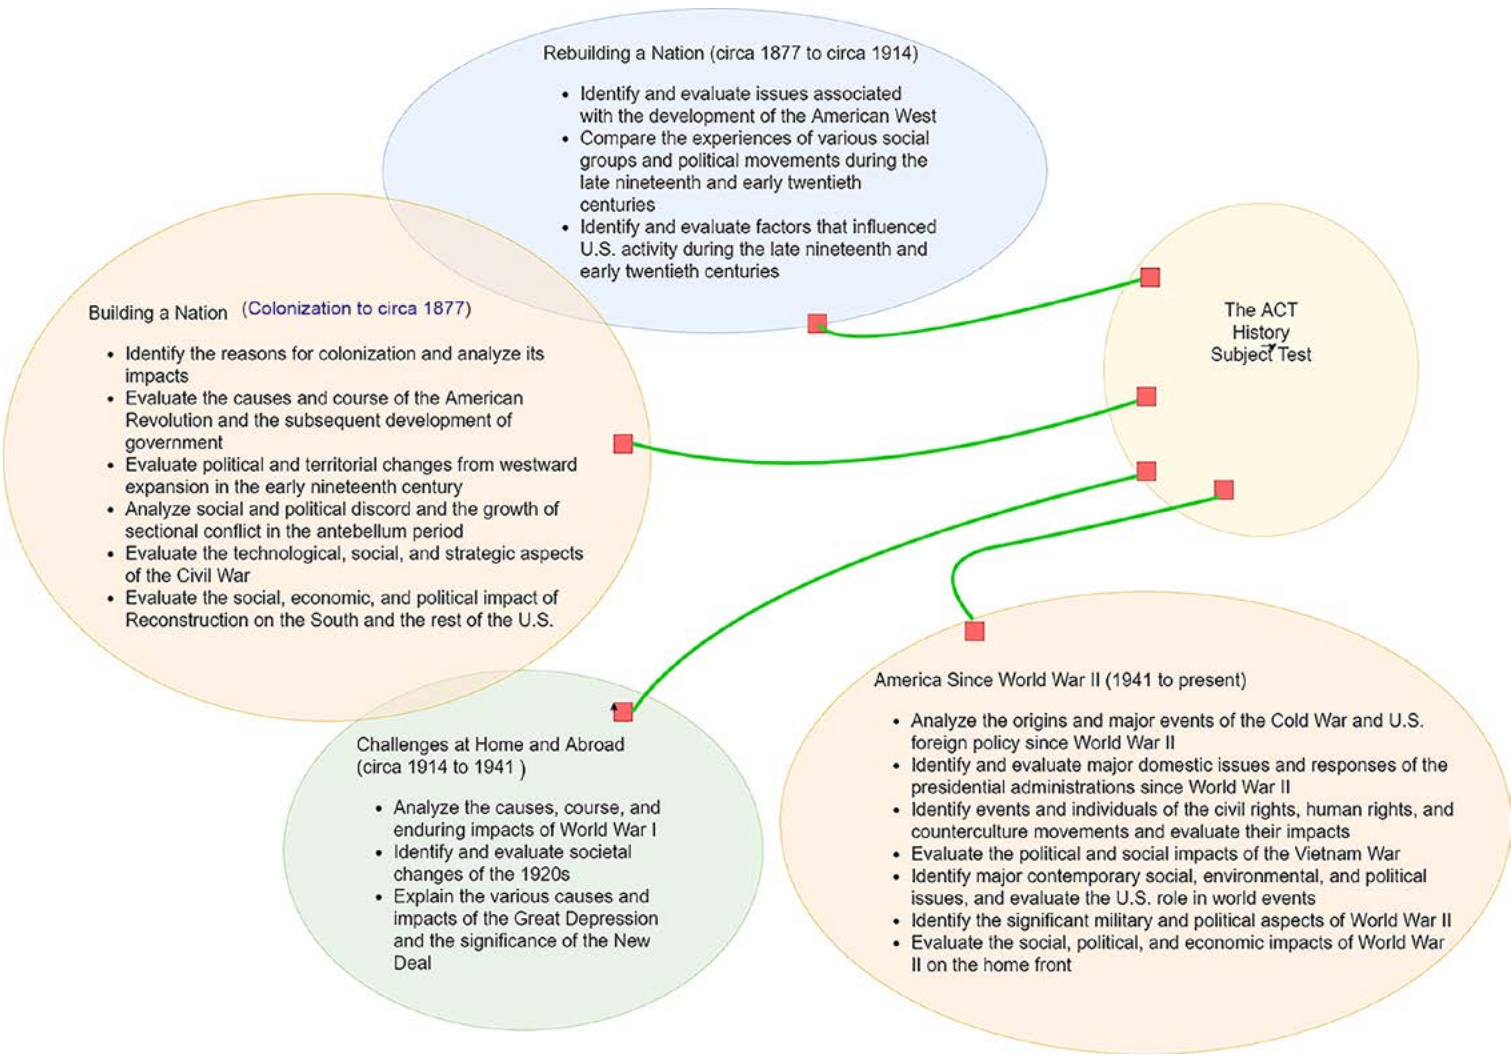 Rebuilding a Nation (circa 1877 to circa 1914)
• Identify and evaluate issues associated
with the development of the American West
• Compare the experiences of various social
groups and political movements during the
late nineteenth and early twentieth
centuries
• Identify and evaluate factors that influenced
U.S. activity during the late nineteenth and
early twentieth centuries
Building a Nation (Colonization to circa 1877)
• Identify the reasons for colonization and analyze its
impacts
• Evaluate the causes and course of the American
Revolution and the subsequent development of
government
• Evaluate political and territorial changes from westward
expansion in the early nineteenth century
• Analyze social and political discord and the growth of
sectional conflict in the antebellum period
• Evaluate the technological, social, and strategic aspects
of the Civil War
• Evaluate the social, economic, and political impact of
Reconstruction on the South and the rest of the U.S.
The ACT
History
Subject Test
Challenges at Home and Abroad
(circa 1914 to 1941 )
• Analyze the causes, course, and
enduring impacts of World War I
• Identify and evaluate societal
changes of the 1920s
• Explain the various causes and
impacts of the Great Depression
and the significance of the New
Deal
America Since World War II (1941 to present)
• Analyze the origins and major events of the Cold War and U.S.
foreign policy since World War II
• Identify and evaluate major domestic issues and responses of the
presidential administrations since World War II
• Identify events and individuals of the civil rights, human rights, and
counterculture movements and evaluate their impacts
• Evaluate the political and social impacts of the Vietnam War
• Identify major contemporary social, environmental, and political
issues, and evaluate the U.S. role in world events
• Identify the significant military and political aspects of World War II
• Evaluate the social, political, and economic impacts of World War
II on the home front